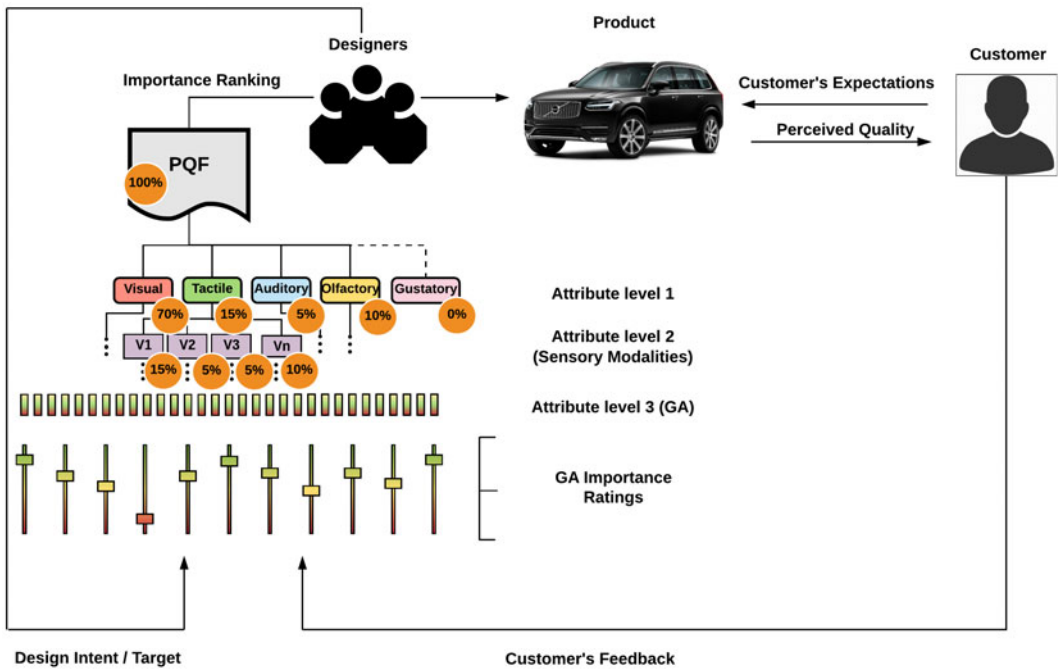 Product
Designers
Customer
Importance Ranking
Customer's Expectations
Perceived Quality
PQF
100%
Visual
Tactile
Auditory
Olfactory
Gustatory
Attribute level 1
70%
15%
5%
10%
0%
Attribute level 2
(Sensory Modalities)
V1
V2
V3
Vn
15%
5%
5%
10%
Attribute level 3 (GA)
GA Importance
Ratings
Design Intent / Target
Customer's Feedback